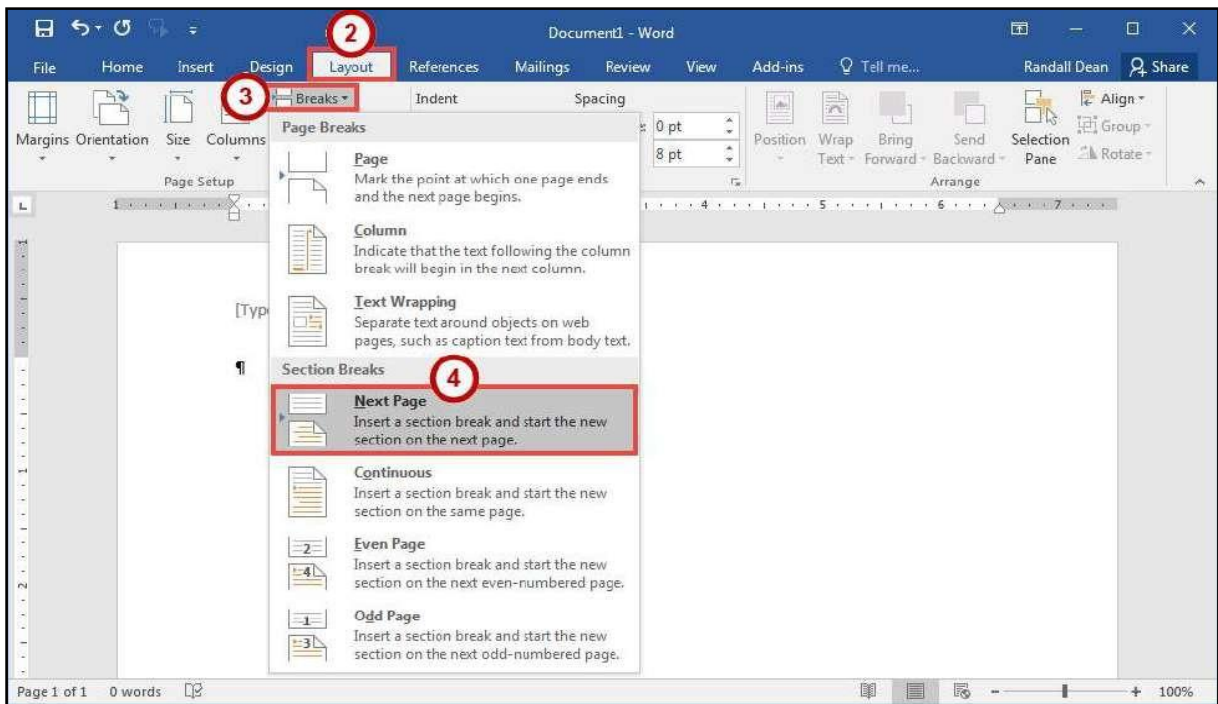 2
Document1 - Word
File Home Insert Design Layout References Mailings Review View Add-ins Tell me... Randall Dean Share
3
Breaks Indent Spacing
Align
Margins Orientation Size Columns
0 pt
8 pt
Position Wrap Text Bring Forward Send Backward Selection Pane
Group
Rotate
Page Setup Arrange
Page Breaks
Page
Mark the point at which one page ends
and the next page begins.
Column
Indicate that the text following the column
break will begin in the next column.
Text Wrapping
Separate text around objects on web
pages, such as caption text from body text.
Section Breaks
4
Next Page
Insert a section break and start the new
section on the next page.
Continuous
Insert a section break and start the new
section on the same page.
Even Page
Insert a section break and start the new
section on the next even-numbered page.
Odd Page
Insert a section break and start the new
section on the next odd-numbered page.
1 4 5 6 7
[Typ
¶
Page 1 of 1 0 words 100%